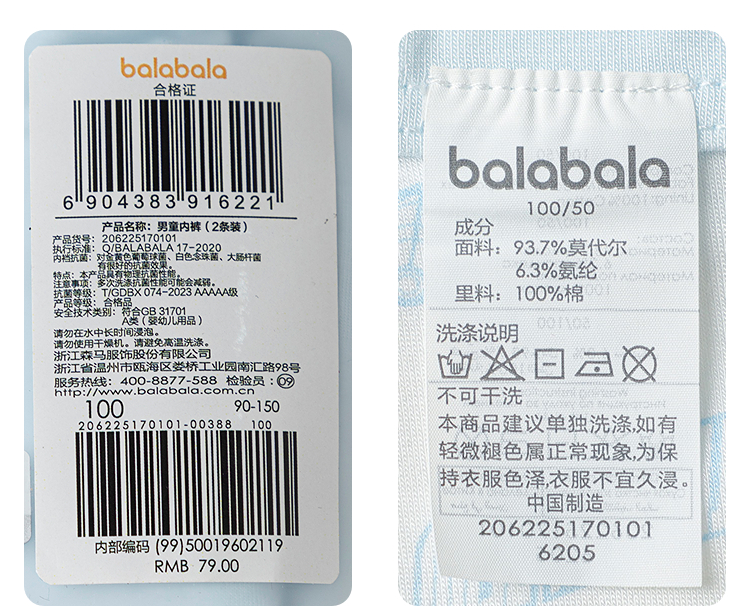 balabala
合格证
6 904383 916221
产品名称：男童内裤（2条装）
产品货号：206225170101
执行标准：Q/BALABALA 17-2020
内裆抗菌：对金黄色葡萄球菌、白色念珠菌、大肠杆菌
有很好的抗菌效果。
特点：本产品具有物理抗菌性能。
注意事项：多次洗涤抗菌性能可能会减弱。
抗菌等级：T/GDBX 074-2023 AAAAA级
产品等级：合格品
安全技术类别：符合GB 31701
A类（婴幼儿用品）
请勿在水中长时间浸泡。
请勿使用干燥机。请避免高温洗涤。
浙江森马服饰股份有限公司
浙江省温州市瓯海区娄桥工业园南汇路98号
服务热线：400-8877-588 检验员：09
http://www.balabala.com.cn
100 90-150
206225170101-00388 100
内部编码 (99)50019602119
RMB 79.00
balabala
100/50
成分
面料：93.7%莫代尔
6.3%氨纶
里料：100%棉
洗涤说明
不可干洗
本商品建议单独洗涤,如有
轻微褪色属正常现象,为保
持衣服色泽,衣服不宜久浸。
中国制造
206225170101
6205